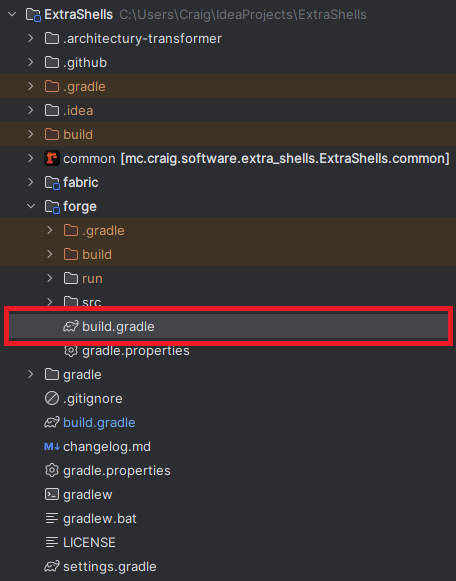 ExtraShells C:\Users\Craig\IdeaProjects\ExtraShells
.architectury-transformer
.github
.gradle
.idea
build
common [mc.craig.software.extra_shells.ExtraShells.common]
fabric
forge
.gradle
build
run
src
build.gradle
gradle.properties
gradle
.gitignore
build.gradle
M↓ changelog.md
gradle.properties
gradlew
gradlew.bat
LICENSE
settings.gradle